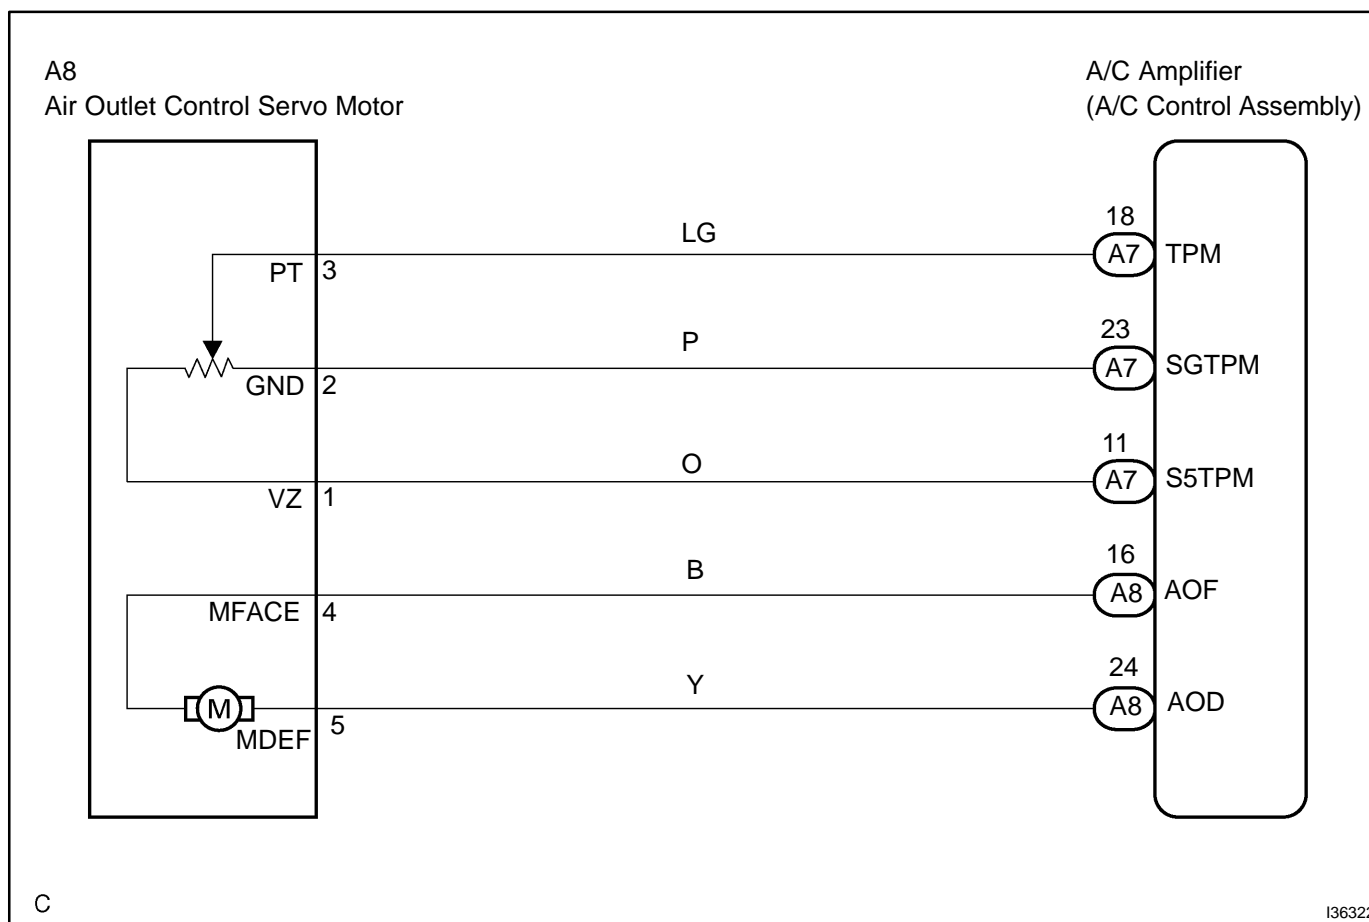 A8
Air Outlet Control Servo Motor
A/C Amplifier
(A/C Control Assembly)
PT 3
LG
18
A7 TPM
GND 2
P
23
A7 SGTPM
VZ 1
O
11
A7 S5TPM
MFACE 4
B
16
A8 AOF
M
MDEF 5
Y
24
A8 AOD
C
I36322